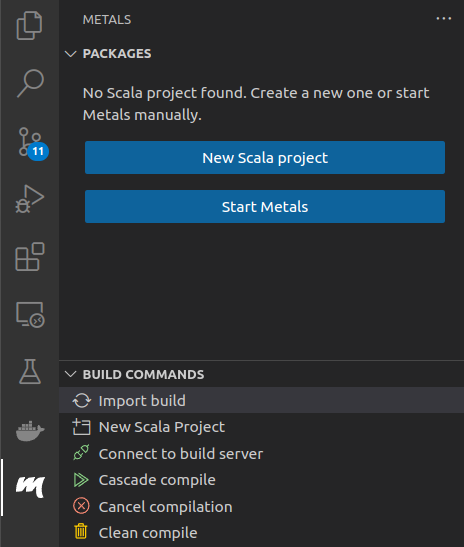 METALS
PACKAGES
No Scala project found. Create a new one or start
Metals manually.
New Scala project
Start Metals
11
BUILD COMMANDS
Import build
New Scala Project
Connect to build server
Cascade compile
Cancel compilation
Clean compile